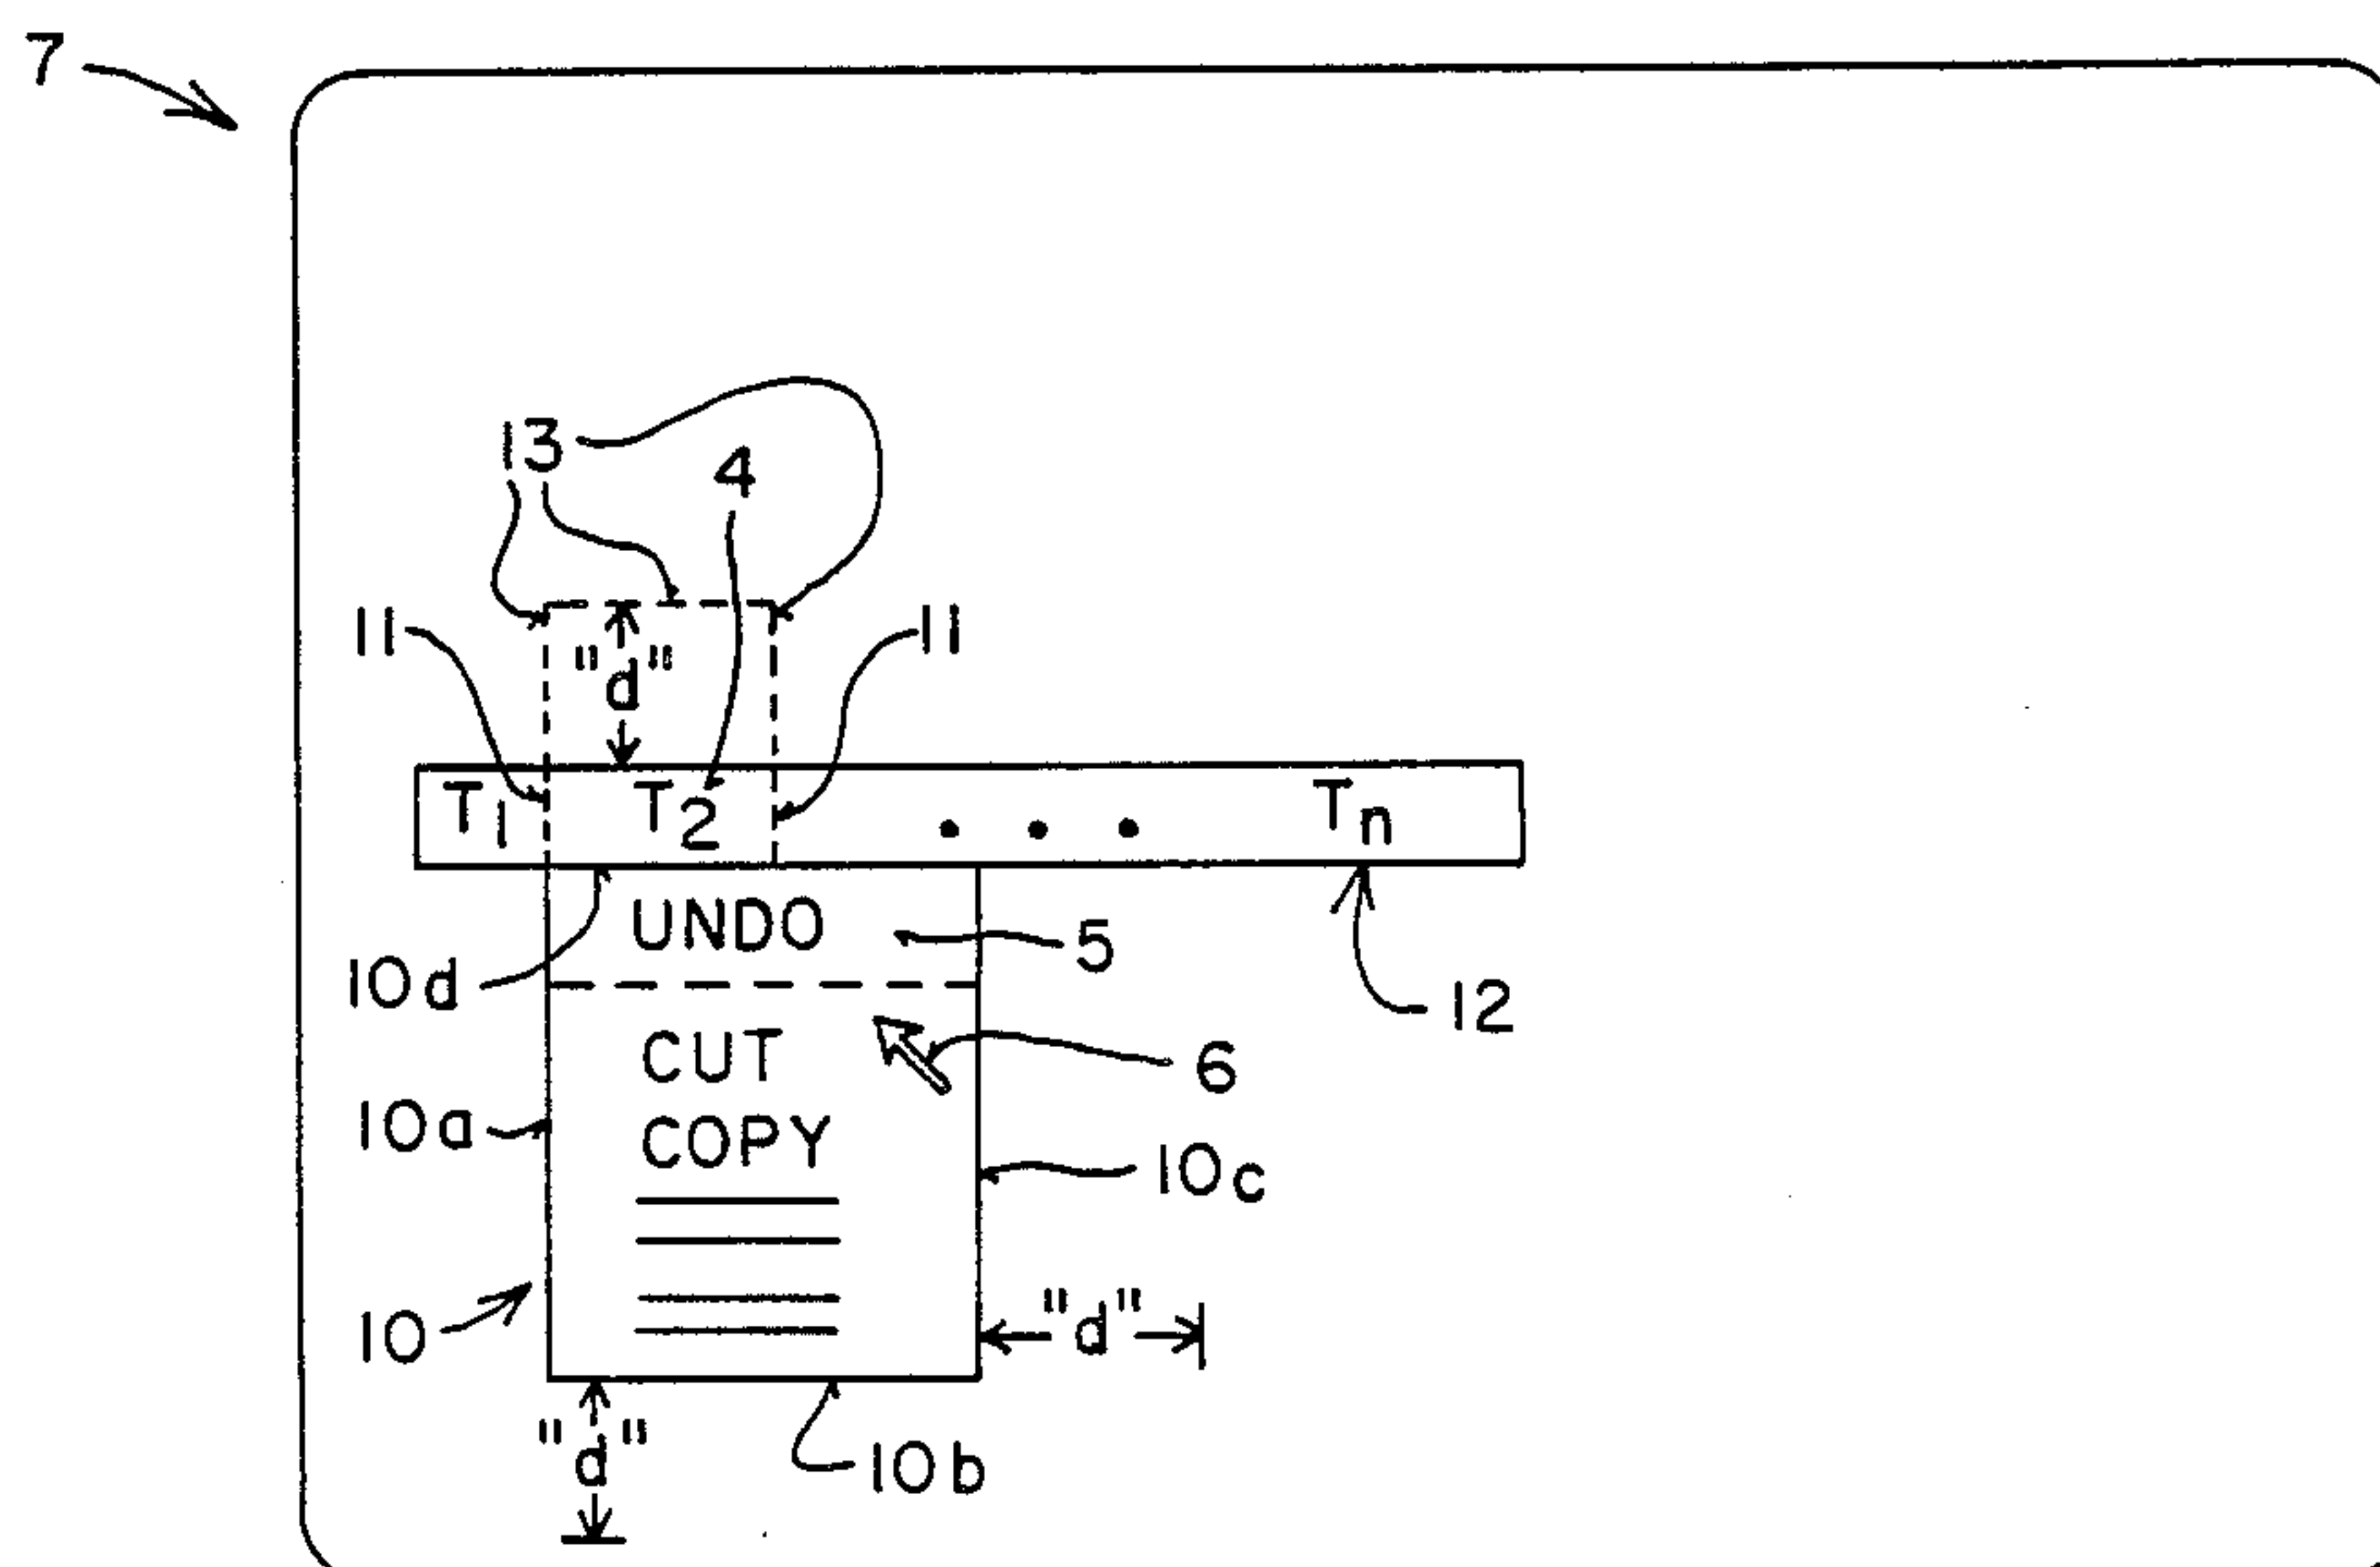 7
13
4
11
11
"d"
T1 T2 . . . Tn
UNDO
5
10d
12
CUT
6
10a
COPY
10c
"d"
10
"d"
10b